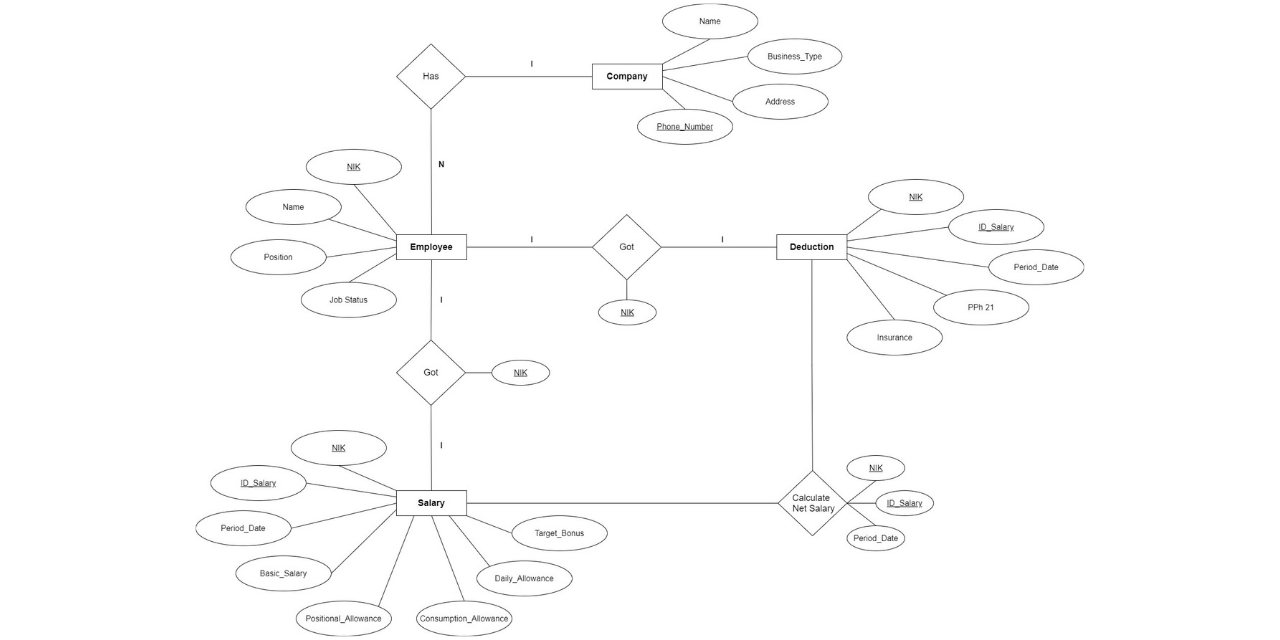 Name
Business_Type
Has
I
Company
Address
Phone_Number
N
NIK
Name
Position
Job Status
Employee
I
Got
I
Deduction
NIK
ID_Salary
Period_Date
PPh 21
Insurance
NIK
I
Got
NIK
I
NIK
ID_Salary
Period_Date
Basic_Salary
Positional_Allowance
Consumption_Allowance
Daily_Allowance
Target_Bonus
Salary
Calculate
Net Salary
NIK
ID_Salary
Period_Date